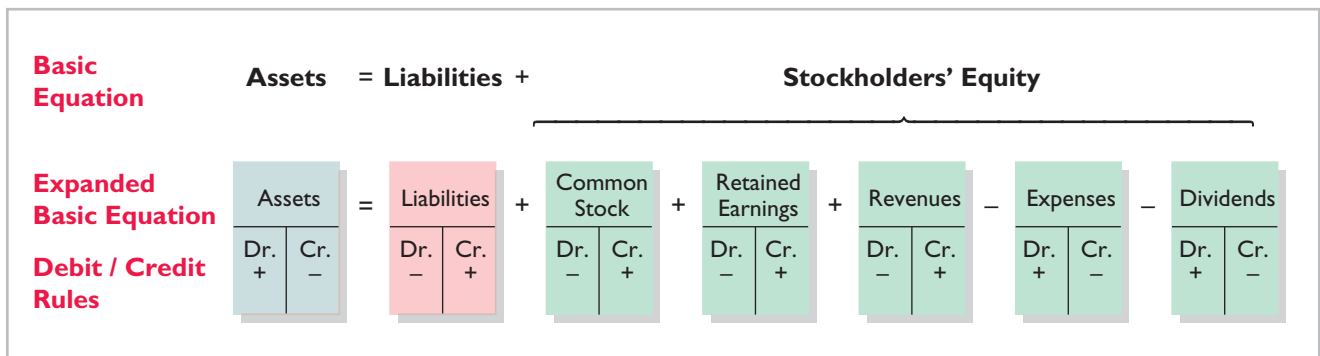 Basic Equation
Assets = Liabilities + Stockholders’ Equity
Expanded Basic Equation
Assets = Liabilities + Common Stock + Retained Earnings + Revenues – Expenses – Dividends
Debit / Credit Rules
Dr. Cr. Dr. Cr. Dr. Cr. Dr. Cr. Dr. Cr. Dr. Cr. Dr. Cr.
+ – – + – + – + – + + – + –